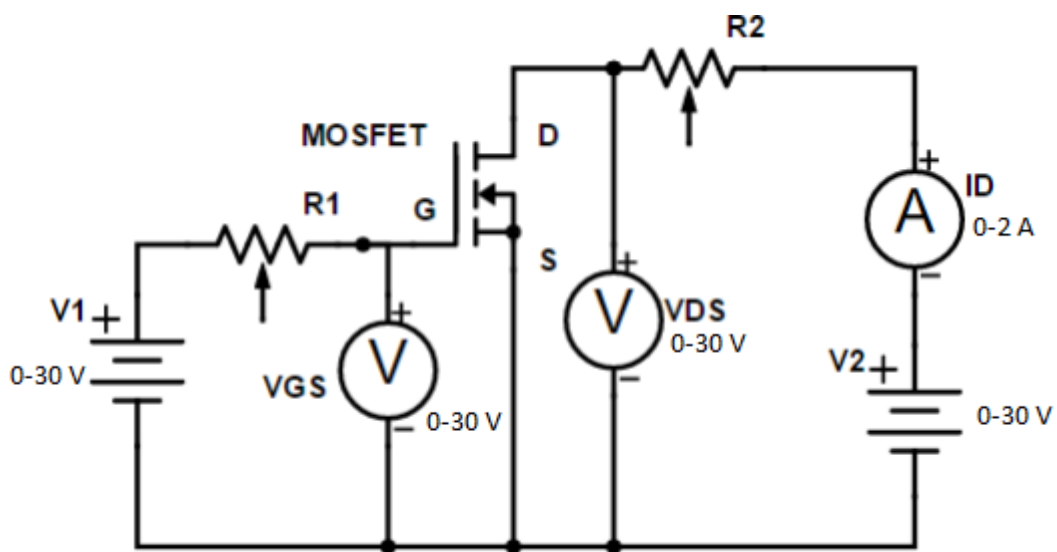 R2
MOSFET
D
+
ID
A
0-2 A
R1
G
S
+
−
V1
+
+
V
VDS
0-30 V
V2
+
0-30 V
VGS
V
0-30 V
−
−
0-30 V